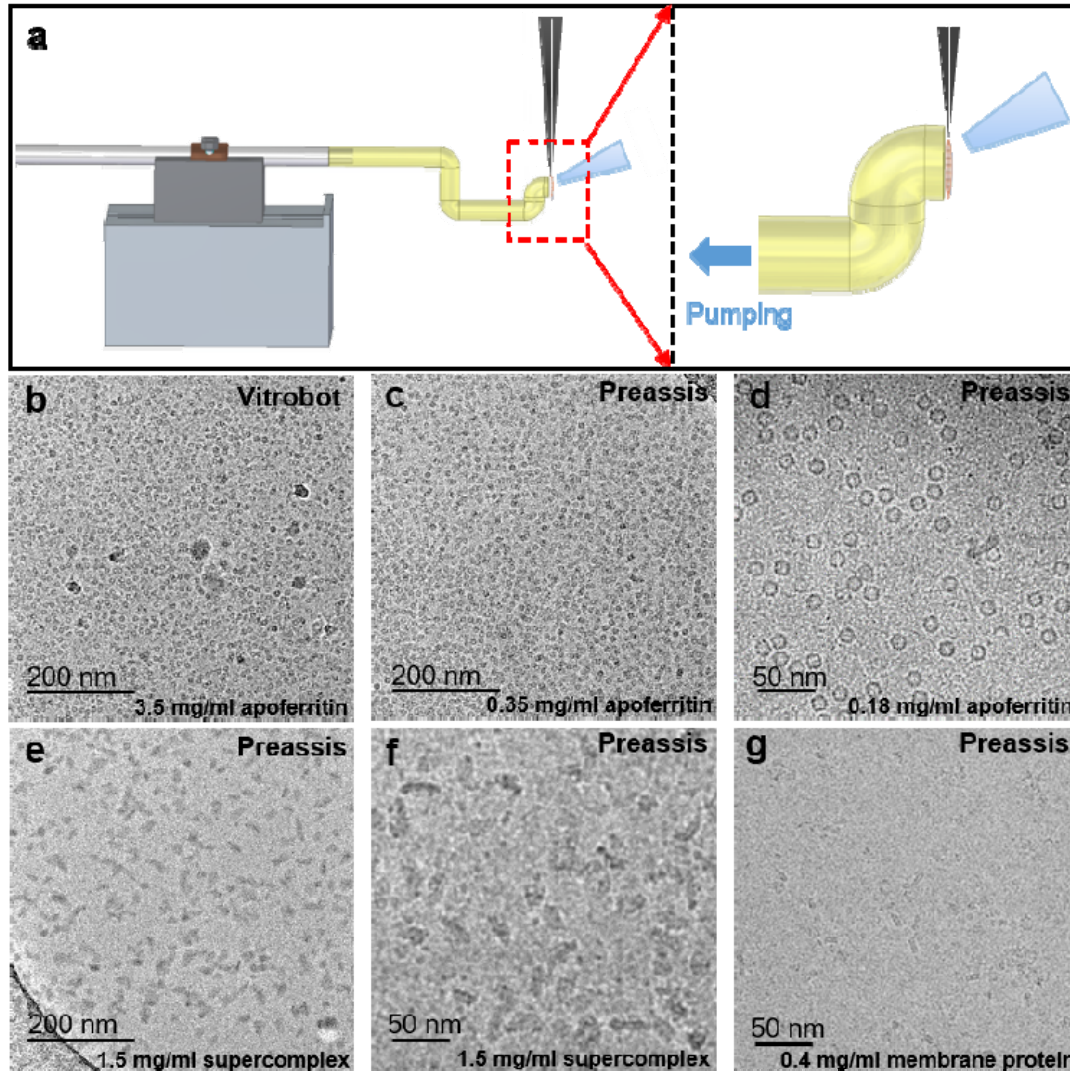 a
Pumping
b
Vitrobot
200 nm
3.5 mg/ml apoferritin
c
Preassis
200 nm
0.35 mg/ml apoferritin
d
Preassis
50 nm
0.18 mg/ml apoferritin
e
Preassis
200 nm
1.5 mg/ml supercomplex
f
Preassis
50 nm
1.5 mg/ml supercomplex
g
Preassis
50 nm
0.4 mg/ml membrane protein